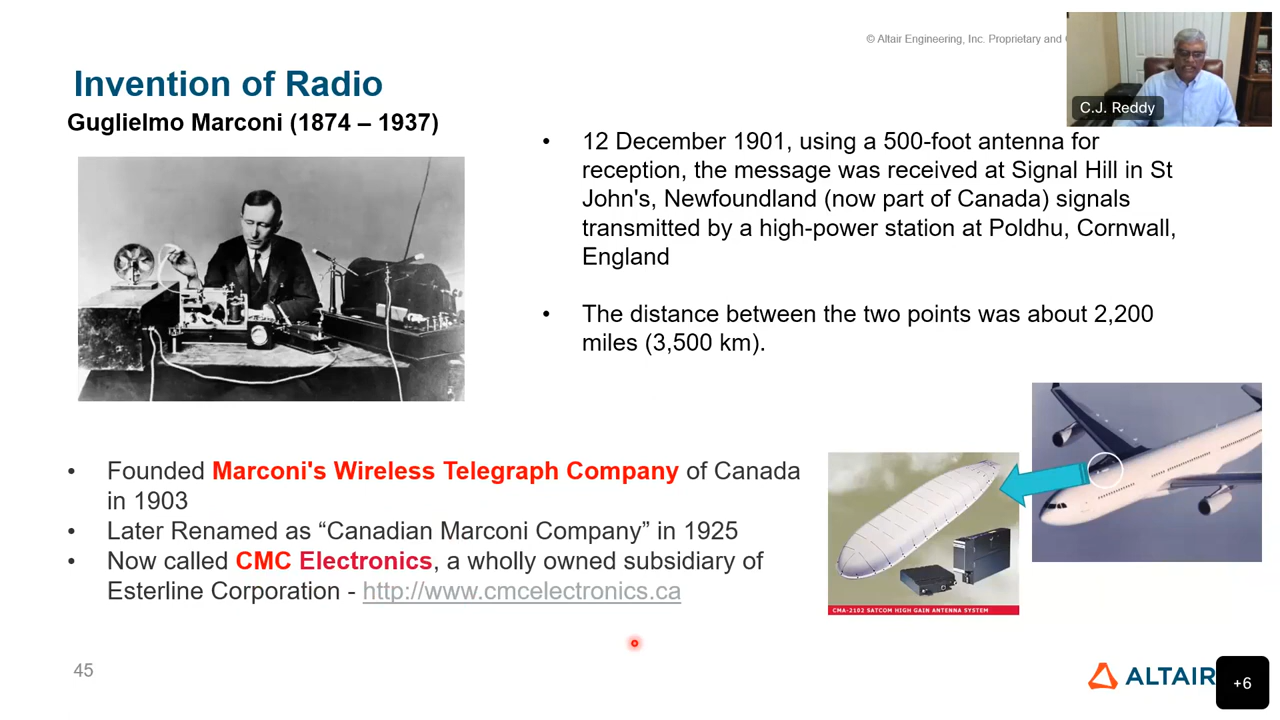 © Altair Engineering, Inc. Proprietary and
C.J. Reddy
Invention of Radio
Guglielmo Marconi (1874 – 1937)
• 12 December 1901, using a 500-foot antenna for
reception, the message was received at Signal Hill in St
John's, Newfoundland (now part of Canada) signals
transmitted by a high-power station at Poldhu, Cornwall,
England
• The distance between the two points was about 2,200
miles (3,500 km).
• Founded Marconi's Wireless Telegraph Company of Canada
in 1903
• Later Renamed as “Canadian Marconi Company” in 1925
• Now called CMC Electronics, a wholly owned subsidiary of
Esterline Corporation - http://www.cmcelectronics.ca
CMA-2102 SATCOM HIGH GAIN ANTENNA SYSTEM
45
ALTAIR
+6